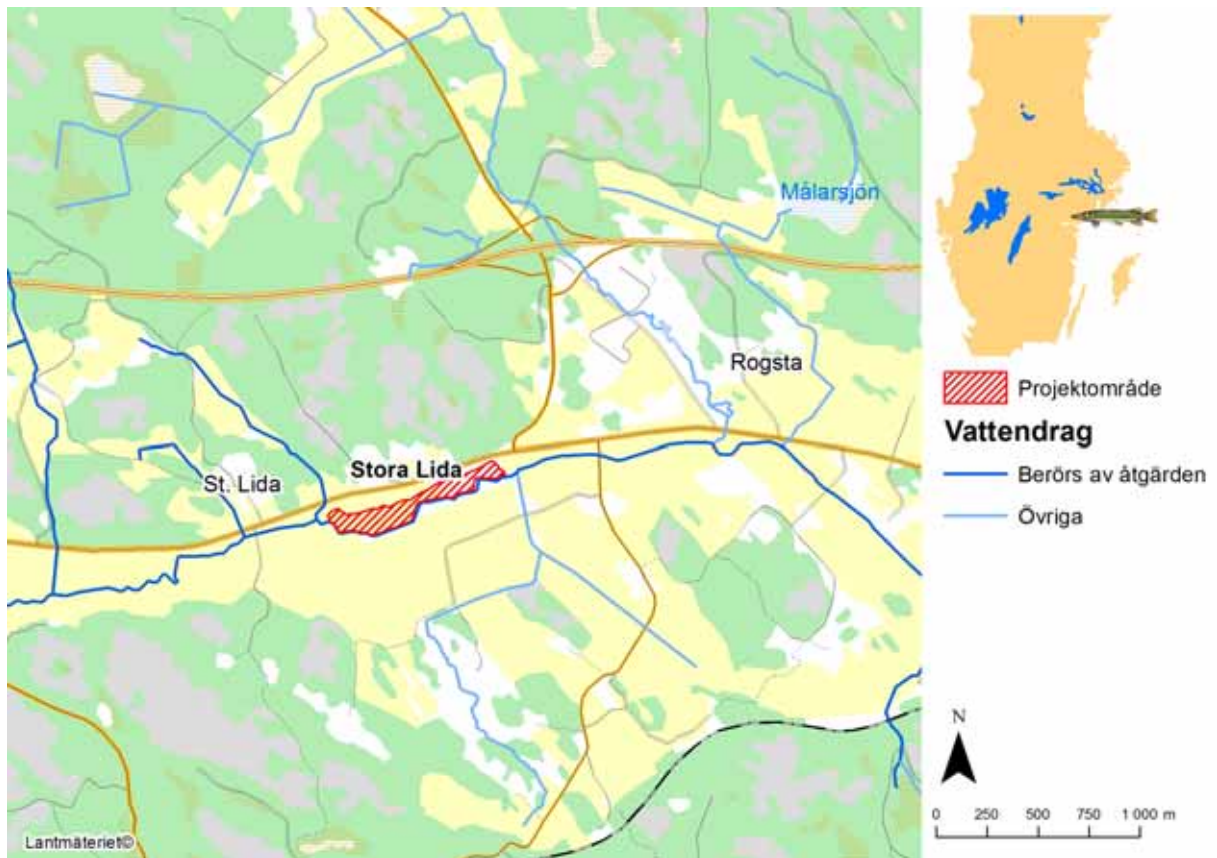 Målarsjön
Rogsta
Stora Lida
St. Lida
Lantmäteriet©
Projektområde
Vattendrag
Berörs av åtgärden
Övriga
N
0 250 500 750 1 000 m